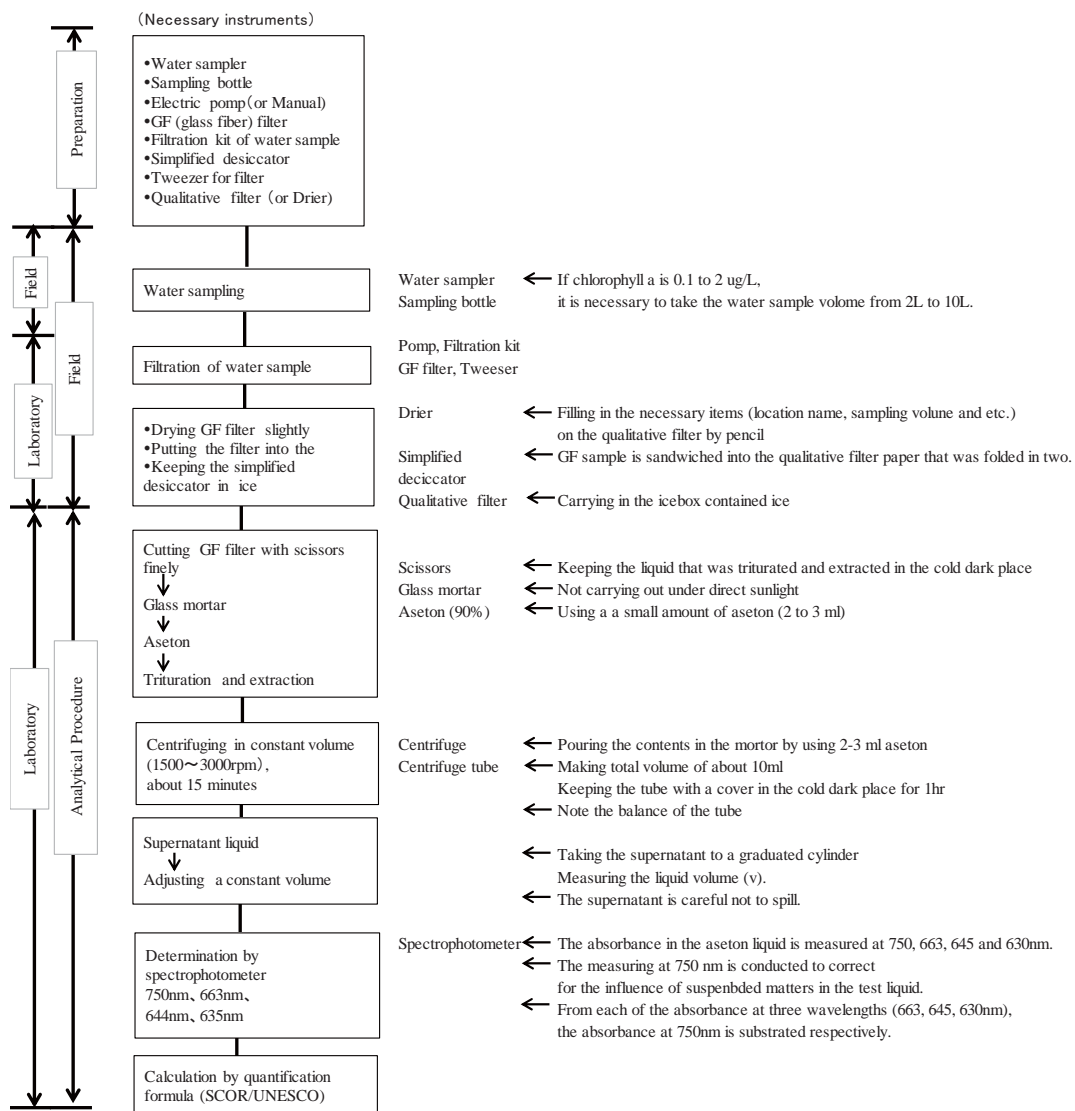 (Necessary instruments)
Preparation
•Water sampler
•Sampling bottle
•Electric pomp(or Manual)
•GF (glass fiber) filter
•Filtration kit of water sample
•Simplified desiccator
•Tweezer for filter
•Qualitative filter (or Drier)
Field
Field
Laboratory
Water sampling
Water sampler
Sampling bottle
If chlorophyll a is 0.1 to 2 ug/L,
it is necessary to take the water sample volome from 2L to 10L.
Filtration of water sample
Pomp, Filtration kit
GF filter, Tweeser
•Drying GF filter slightly
•Putting the filter into the
•Keeping the simplified
desiccator in ice
Drier
Filling in the necessary items (location name, sampling volune and etc.)
on the qualitative filter by pencil
Simplified
deciccator
GF sample is sandwiched into the qualitative filter paper that was folded in two.
Qualitative filter
Carrying in the icebox contained ice
Laboratory
Analytical Procedure
Cutting GF filter with scissors
finely
Glass mortar
Aseton
Trituration and extraction
Scissors
Keeping the liquid that was triturated and extracted in the cold dark place
Glass mortar
Not carrying out under direct sunlight
Aseton (90%)
Using a a small amount of aseton (2 to 3 ml)
Centrifuging in constant volume
(1500〜3000rpm),
about 15 minutes
Centrifuge
Pouring the contents in the mortor by using 2-3 ml aseton
Centrifuge tube
Making total volume of about 10ml
Keeping the tube with a cover in the cold dark place for 1hr
Note the balance of the tube
Supernatant liquid
Adjusting a constant volume
Taking the supernatant to a graduated cylinder
Measuring the liquid volume (v).
The supernatant is careful not to spill.
Determination by
spectrophotometer
750nm、663nm、
644nm、635nm
Spectrophotometer
The absorbance in the aseton liquid is measured at 750, 663, 645 and 630nm.
The measuring at 750 nm is conducted to correct
for the influence of suspenbded matters in the test liquid.
From each of the absorbance at three wavelengths (663, 645, 630nm),
the absorbance at 750nm is substrated respectively.
Calculation by quantification
formula (SCOR/UNESCO)